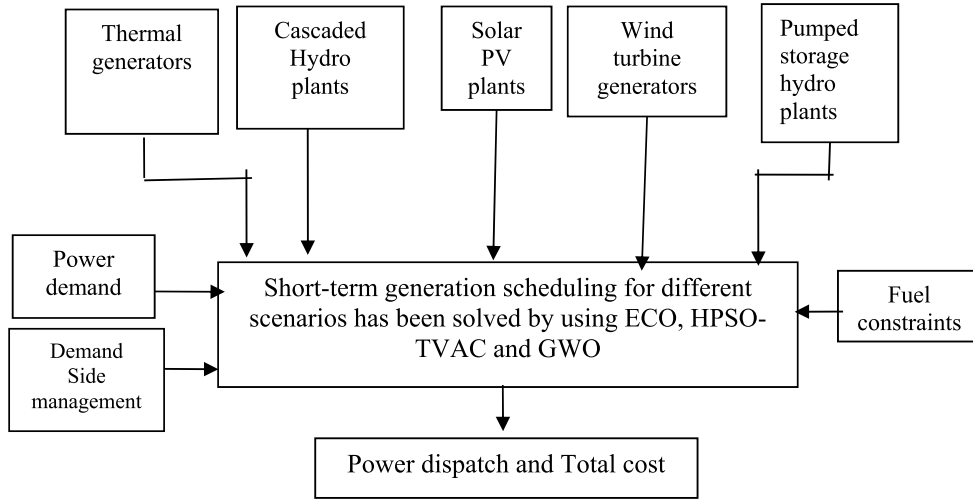 Thermal
generators
Cascaded
Hydro
plants
Solar
PV
plants
Wind
turbine
generators
Pumped
storage
hydro
plants
Power
demand
Demand
Side
management
Short-term generation scheduling for different
scenarios has been solved by using ECO, HPSO-
TVAC and GWO
Fuel
constraints
Power dispatch and Total cost